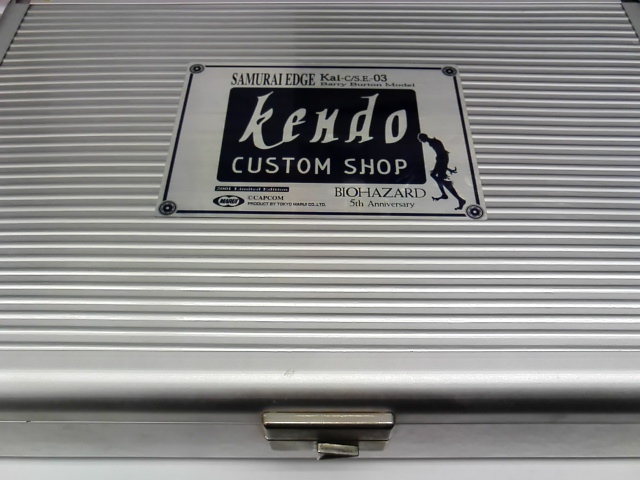 SAMURAI EDGE Kai-C/S.E.-03
Barry Burton Model
Kendo
CUSTOM SHOP
2001 Limited Edition
BIOHAZARD
5th Anniversary
MARUI
©CAPCOM
PRODUCT BY TOKYO MARUI CO.,LTD.